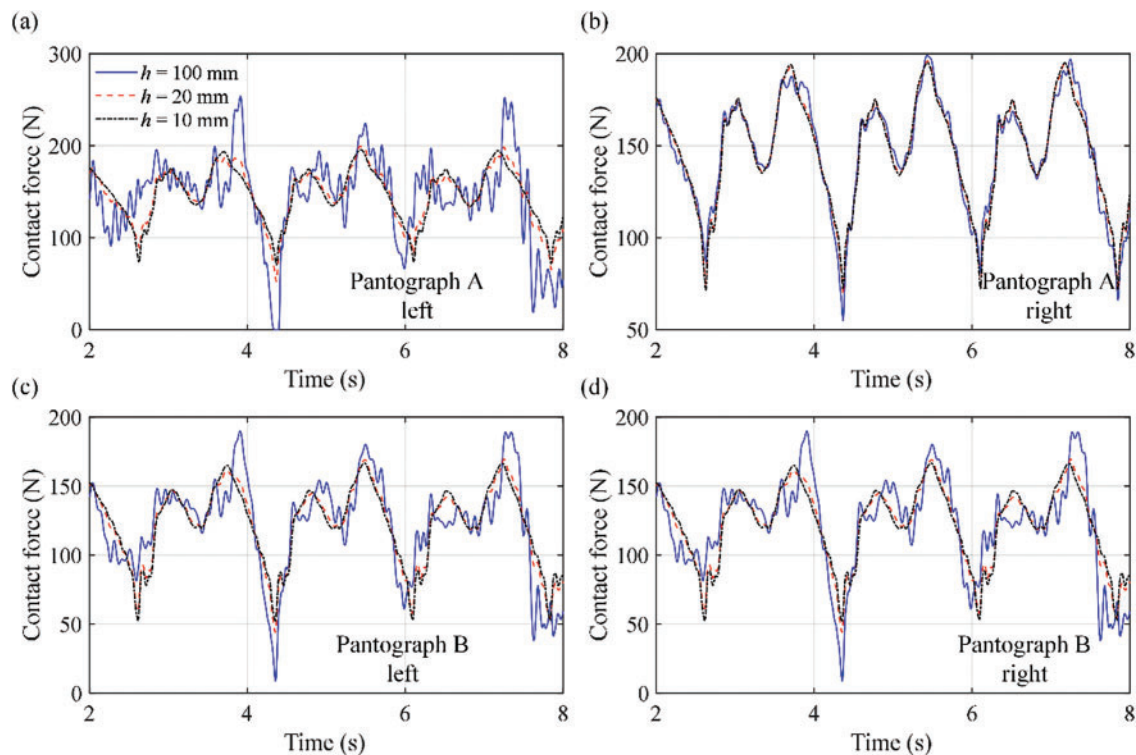 (a)
300
250
200
150
100
50
0
Contact force (N)
h = 100 mm
h = 20 mm
h = 10 mm
Pantograph A
left
2 4 6 8
Time (s)
(b)
200
150
100
50
Contact force (N)
Pantograph A
right
2 4 6 8
Time (s)
(c)
200
150
100
50
0
Contact force (N)
Pantograph B
left
2 4 6 8
Time (s)
(d)
200
150
100
50
0
Contact force (N)
Pantograph B
right
2 4 6 8
Time (s)